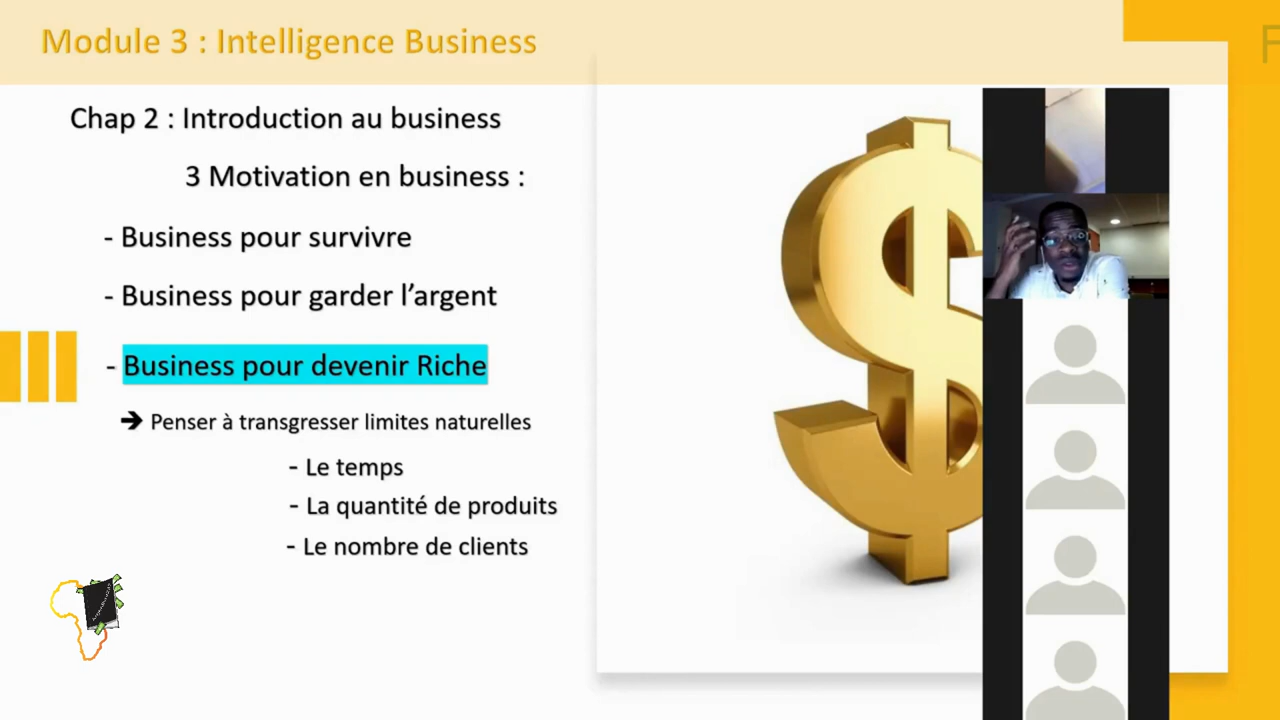 Module 3 : Intelligence Business
F
Chap 2 : Introduction au business
3 Motivation en business :
- Business pour survivre
- Business pour garder l'argent
- Business pour devenir Riche
➔ Penser à transgresser limites naturelles
- Le temps
- La quantité de produits
- Le nombre de clients